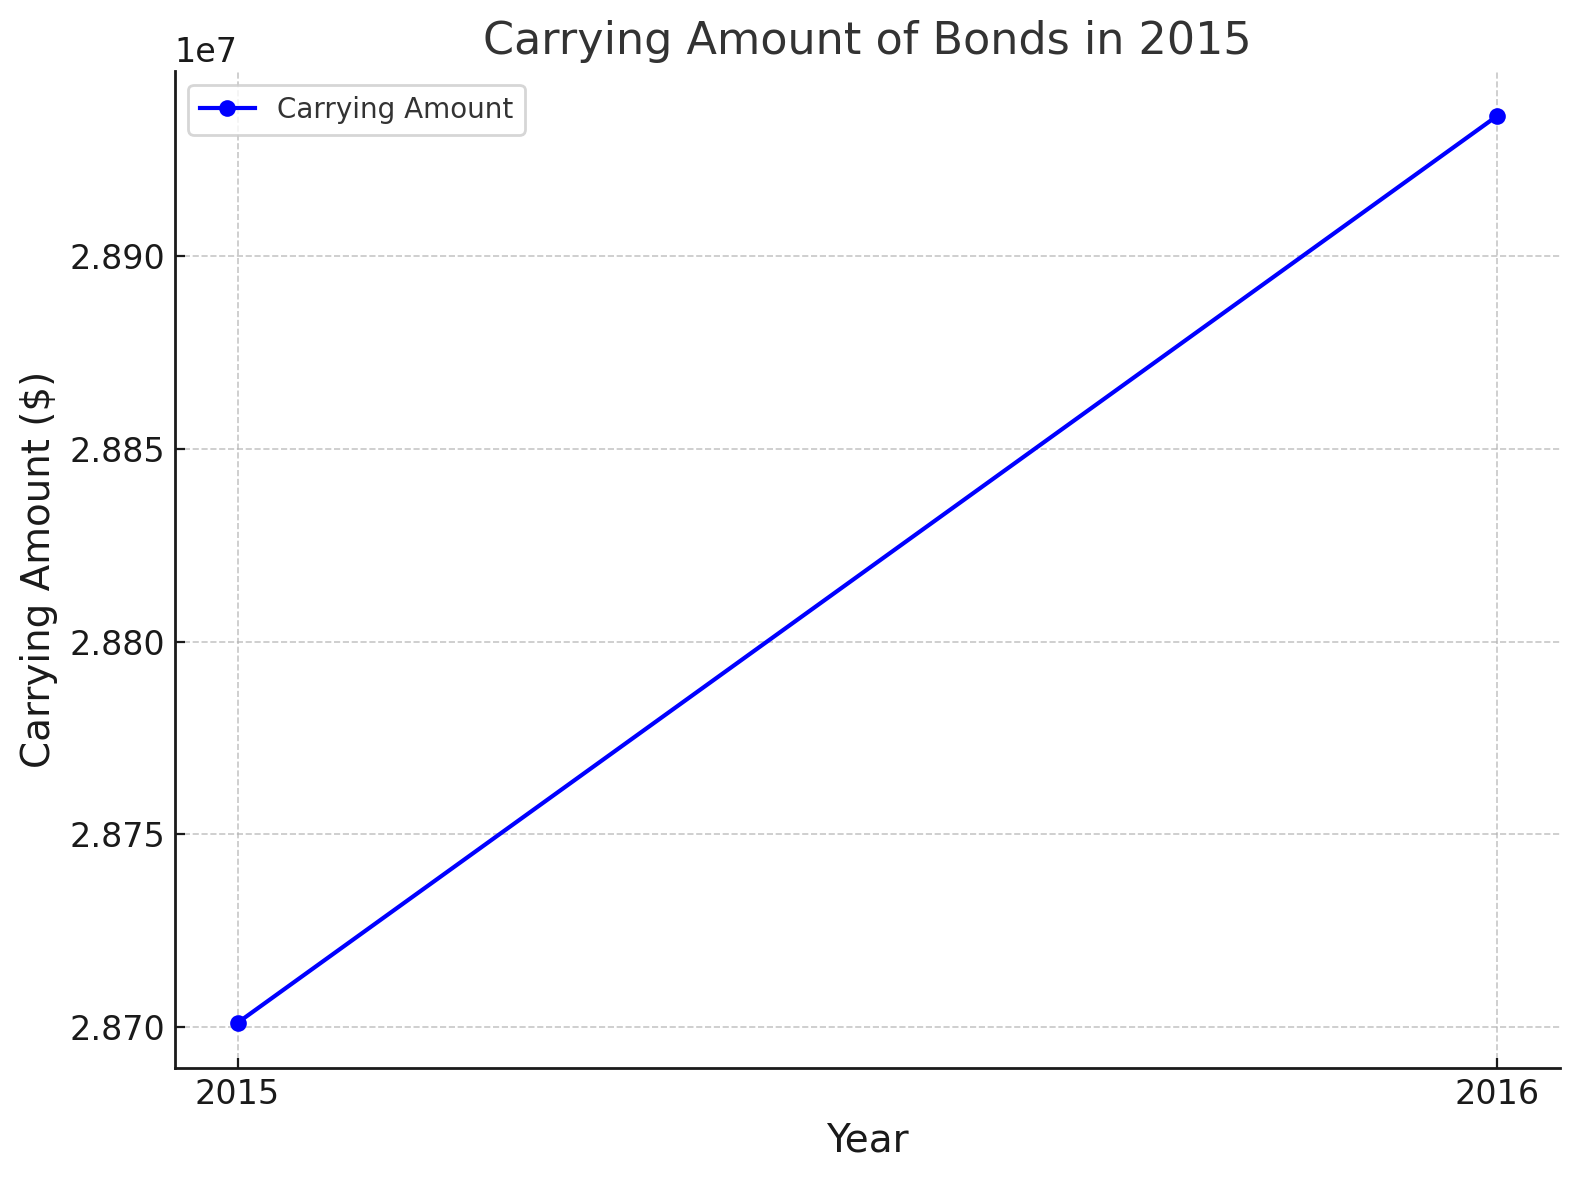 Carrying Amount of Bonds in 2015
1e7
Carrying Amount
2.890
2.885
2.880
2.875
2.870
Carrying Amount ($)
2015
2016
Year